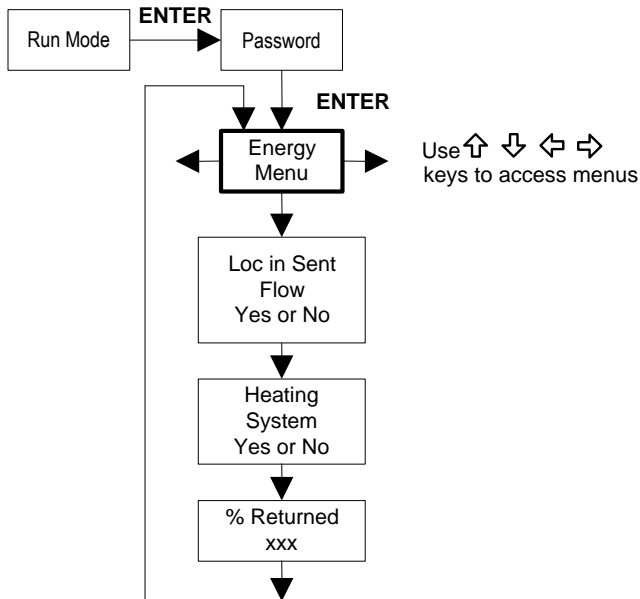 ENTER
Run Mode
Password
ENTER
Energy
Menu
Use ⇧ ⇩ ⇦ ⇨
keys to access menus
Loc in Sent
Flow
Yes or No
Heating
System
Yes or No
% Returned
xxx